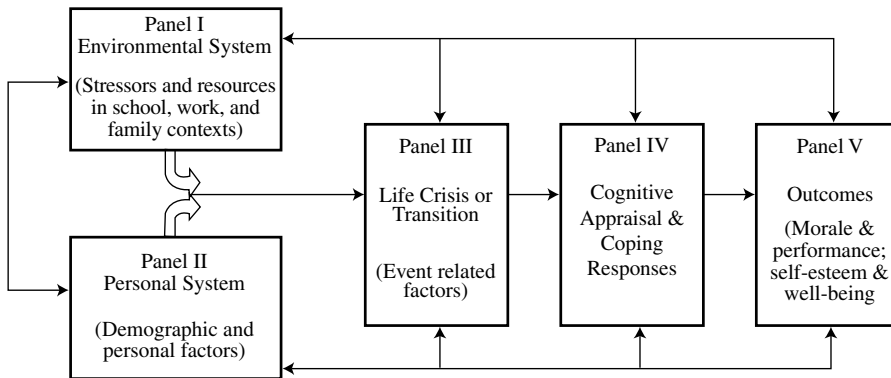 Panel I
Environmental System
(Stressors and resources
in school, work, and
family contexts)
Panel II
Personal System
(Demographic and
personal factors)
Panel III
Life Crisis or
Transition
(Event related
factors)
Panel IV
Cognitive
Appraisal &
Coping
Responses
Panel V
Outcomes
(Morale &
performance;
self-esteem &
well-being